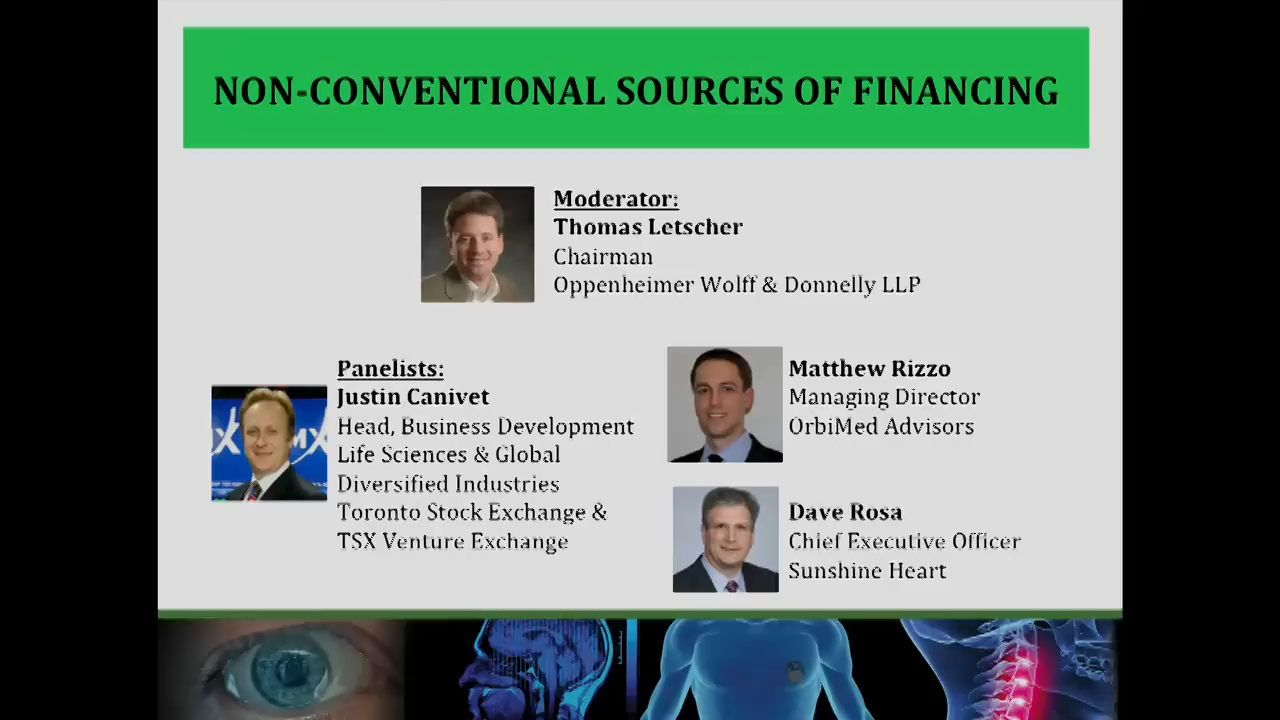 NON-CONVENTIONAL SOURCES OF FINANCING
Moderator:
Thomas Letscher
Chairman
Oppenheimer Wolff & Donnelly LLP
Panelists:
Justin Canivet
Head, Business Development
Life Sciences & Global
Diversified Industries
Toronto Stock Exchange &
TSX Venture Exchange
Matthew Rizzo
Managing Director
OrbiMed Advisors
Dave Rosa
Chief Executive Officer
Sunshine Heart